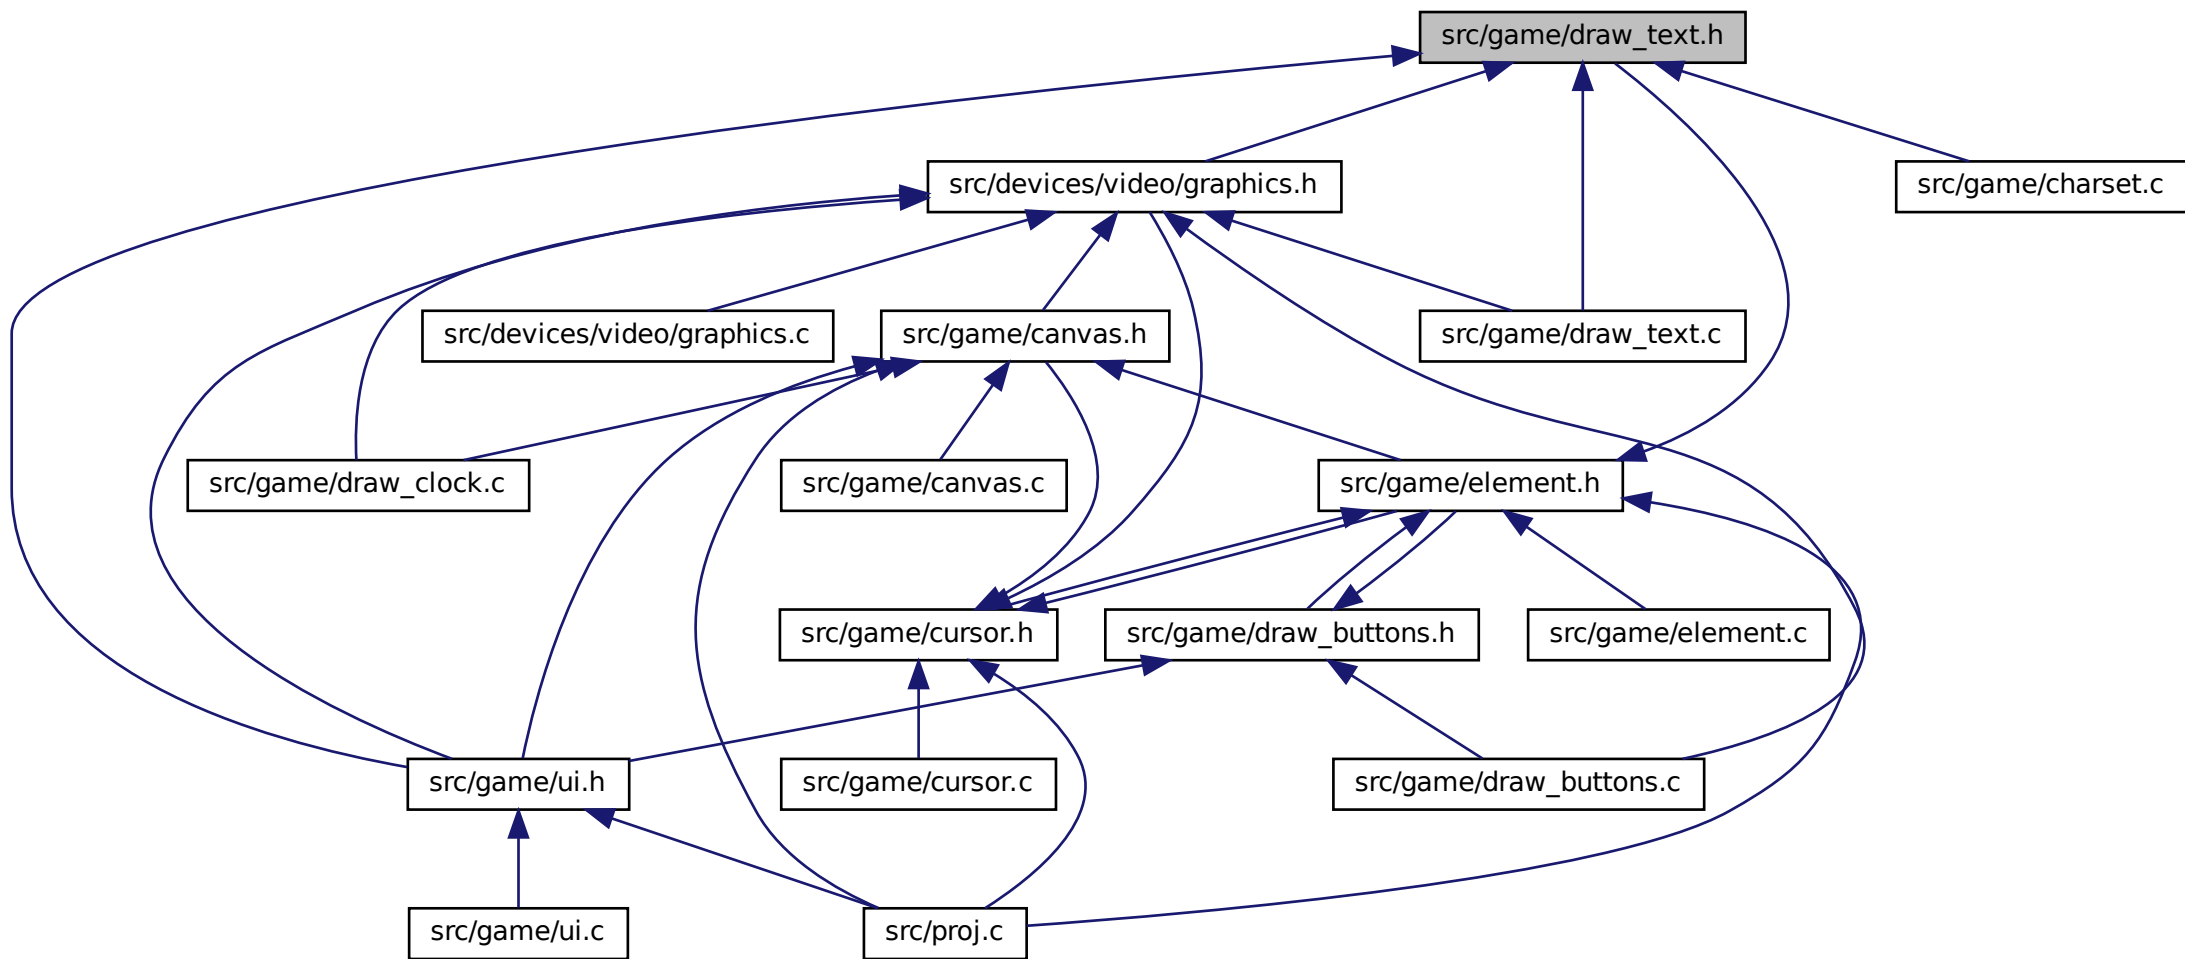 src/game/draw_text.h
src/devices/video/graphics.h
src/game/charset.c
src/devices/video/graphics.c
src/game/canvas.h
src/game/draw_text.c
src/game/draw_clock.c
src/game/canvas.c
src/game/element.h
src/game/cursor.h
src/game/draw_buttons.h
src/game/element.c
src/game/ui.h
src/game/cursor.c
src/game/draw_buttons.c
src/game/ui.c
src/proj.c